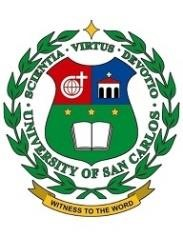 SCIENTIA · VIRTUS · DEVOTIO
UNIVERSITY OF SAN CARLOS
WITNESS TO THE WORD